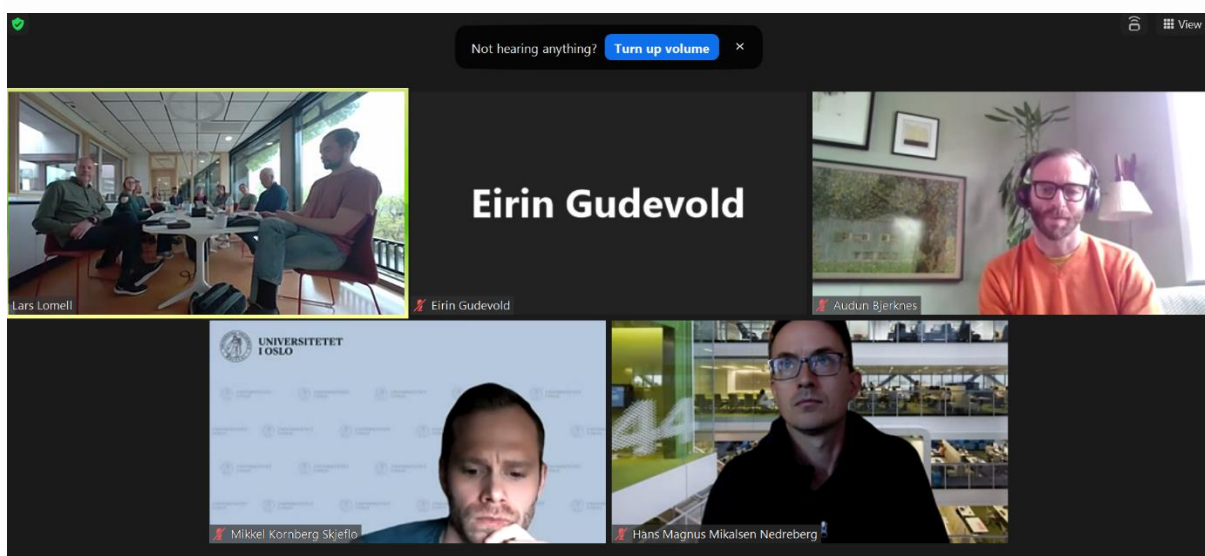 Not hearing anything? Turn up volume
View
Eirin Gudevold
Lars Lomell
Eirin Gudevold
Audun Bjerknes
UNIVERSITETET
I OSLO
44
Mikkel Kornberg Skjeflo
Hans Magnus Mikalsen Nedreberg